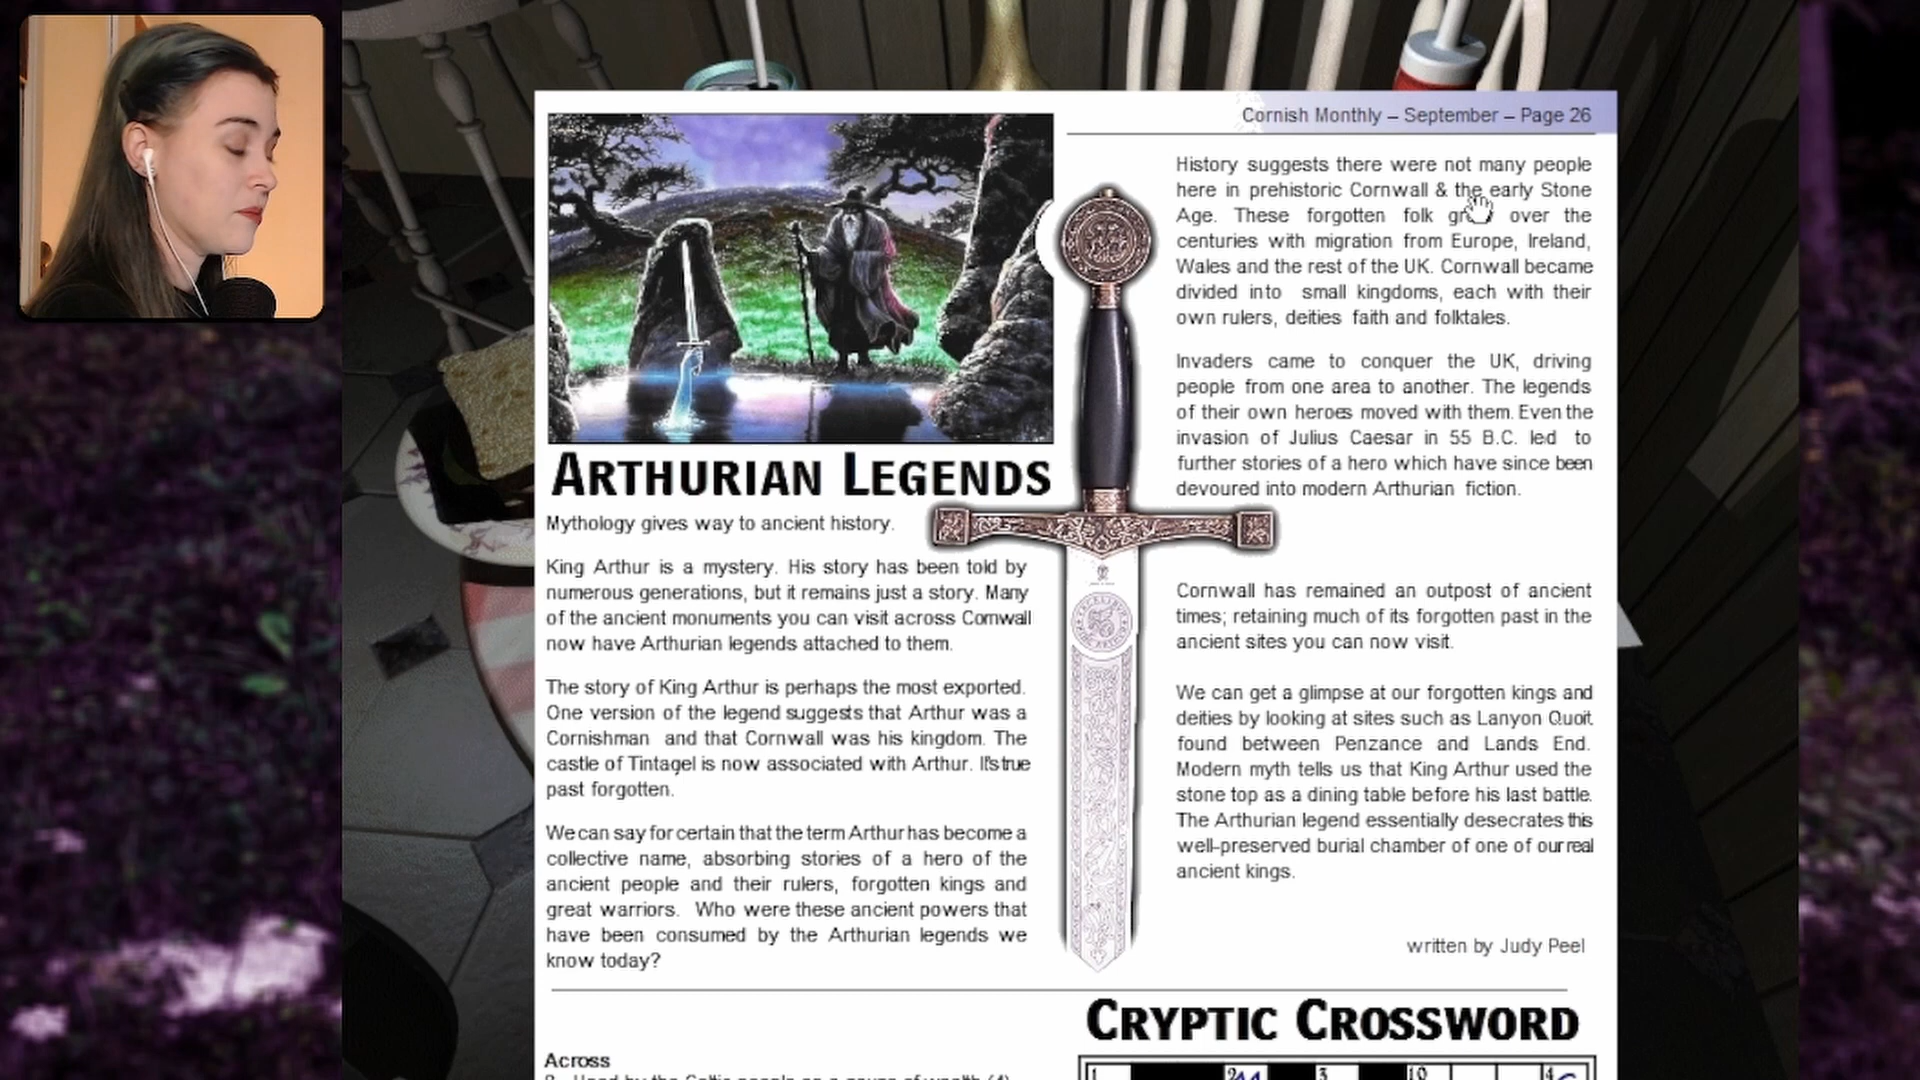 Cornish Monthly – September – Page 26
ARTHURIAN LEGENDS
Mythology gives way to ancient history.
King Arthur is a mystery. His story has been told by
numerous generations, but it remains just a story. Many
of the ancient monuments you can visit across Cornwall
now have Arthurian legends attached to them.
The story of King Arthur is perhaps the most exported.
One version of the legend suggests that Arthur was a
Cornishman and that Cornwall was his kingdom. The
castle of Tintagel is now associated with Arthur. It's true
past forgotten.
We can say for certain that the term Arthur has become a
collective name, absorbing stories of a hero of the
ancient people and their rulers, forgotten kings and
great warriors. Who were these ancient powers that
have been consumed by the Arthurian legends we
know today?
History suggests there were not many people
here in prehistoric Cornwall & the early Stone
Age. These forgotten folk over the
centuries with migration from Europe, Ireland,
Wales and the rest of the UK. Cornwall became
divided into small kingdoms, each with their
own rulers, deities faith and folktales.
Invaders came to conquer the UK, driving
people from one area to another. The legends
of their own heroes moved with them. Even the
invasion of Julius Caesar in 55 B.C. led to
further stories of a hero which have since been
devoured into modern Arthurian fiction.
Cornwall has remained an outpost of ancient
times; retaining much of its forgotten past in the
ancient sites you can now visit.
We can get a glimpse at our forgotten kings and
deities by looking at sites such as Lanyon Quoit
found between Penzance and Lands End.
Modern myth tells us that King Arthur used the
stone top as a dining table before his last battle.
The Arthurian legend essentially desecrates this
well-preserved burial chamber of one of our real
ancient kings.
written by Judy Peel
CRYPTIC CROSSWORD
Across
1 2 3 10 4